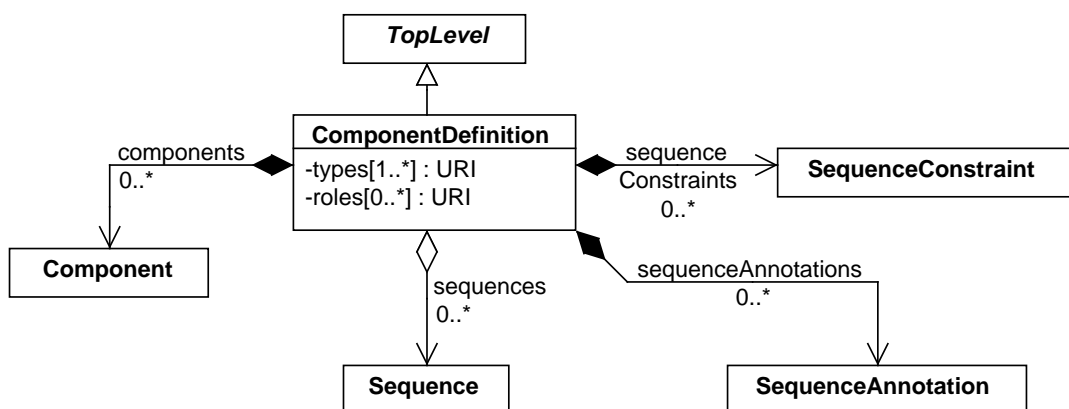 TopLevel
ComponentDefinition
-types[1..*] : URI
-roles[0..*] : URI
components
0..*
Component
sequence
Constraints
0..*
SequenceConstraint
sequences
0..*
Sequence
sequenceAnnotations
0..*
SequenceAnnotation